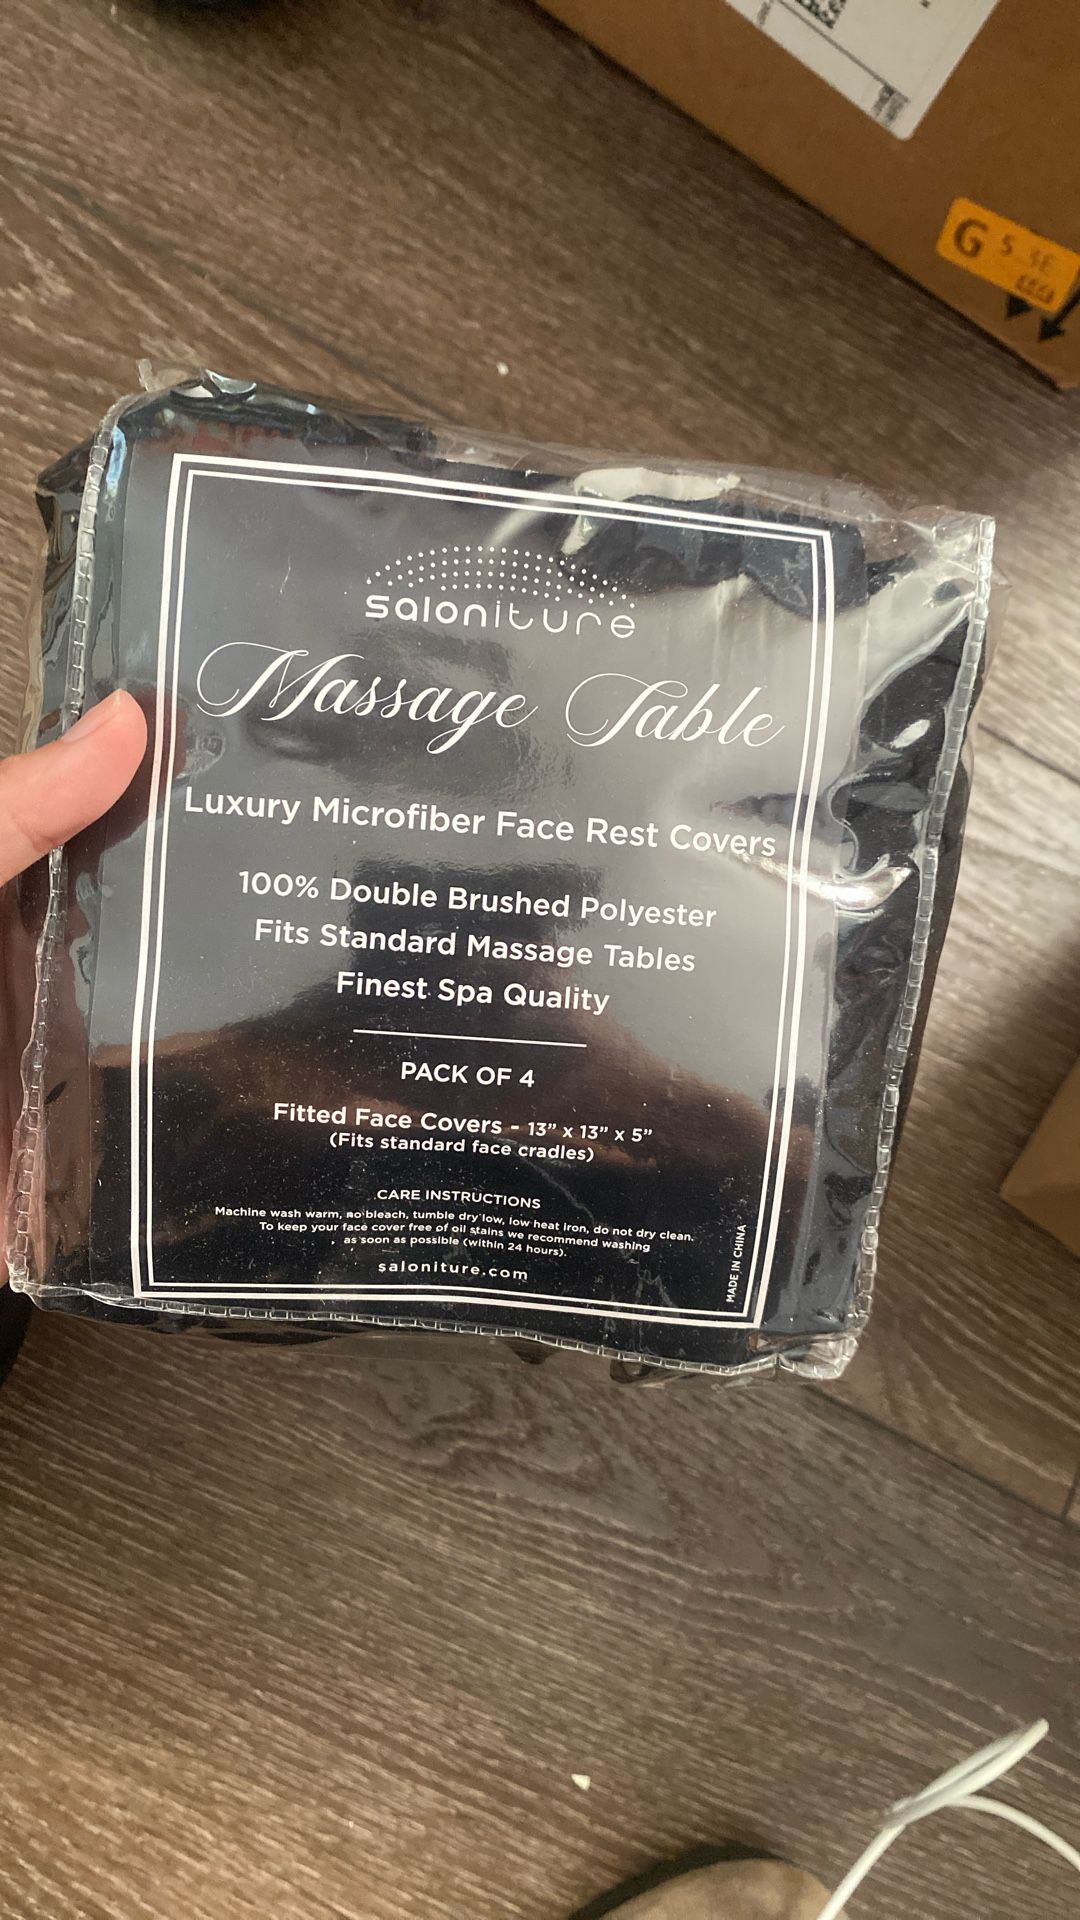 G 5
saloniture
Massage Table
Luxury Microfiber Face Rest Covers
100% Double Brushed Polyester
Fits Standard Massage Tables
Finest Spa Quality
PACK OF 4
Fitted Face Covers - 13” x 13” x 5”
(Fits standard face cradles)
CARE INSTRUCTIONS
Machine wash warm, no bleach, tumble dry low, low heat iron, do not dry clean.
To keep your face cover free of oil stains we recommend washing
as soon as possible (within 24 hours).
saloniture.com
MADE IN CHINA